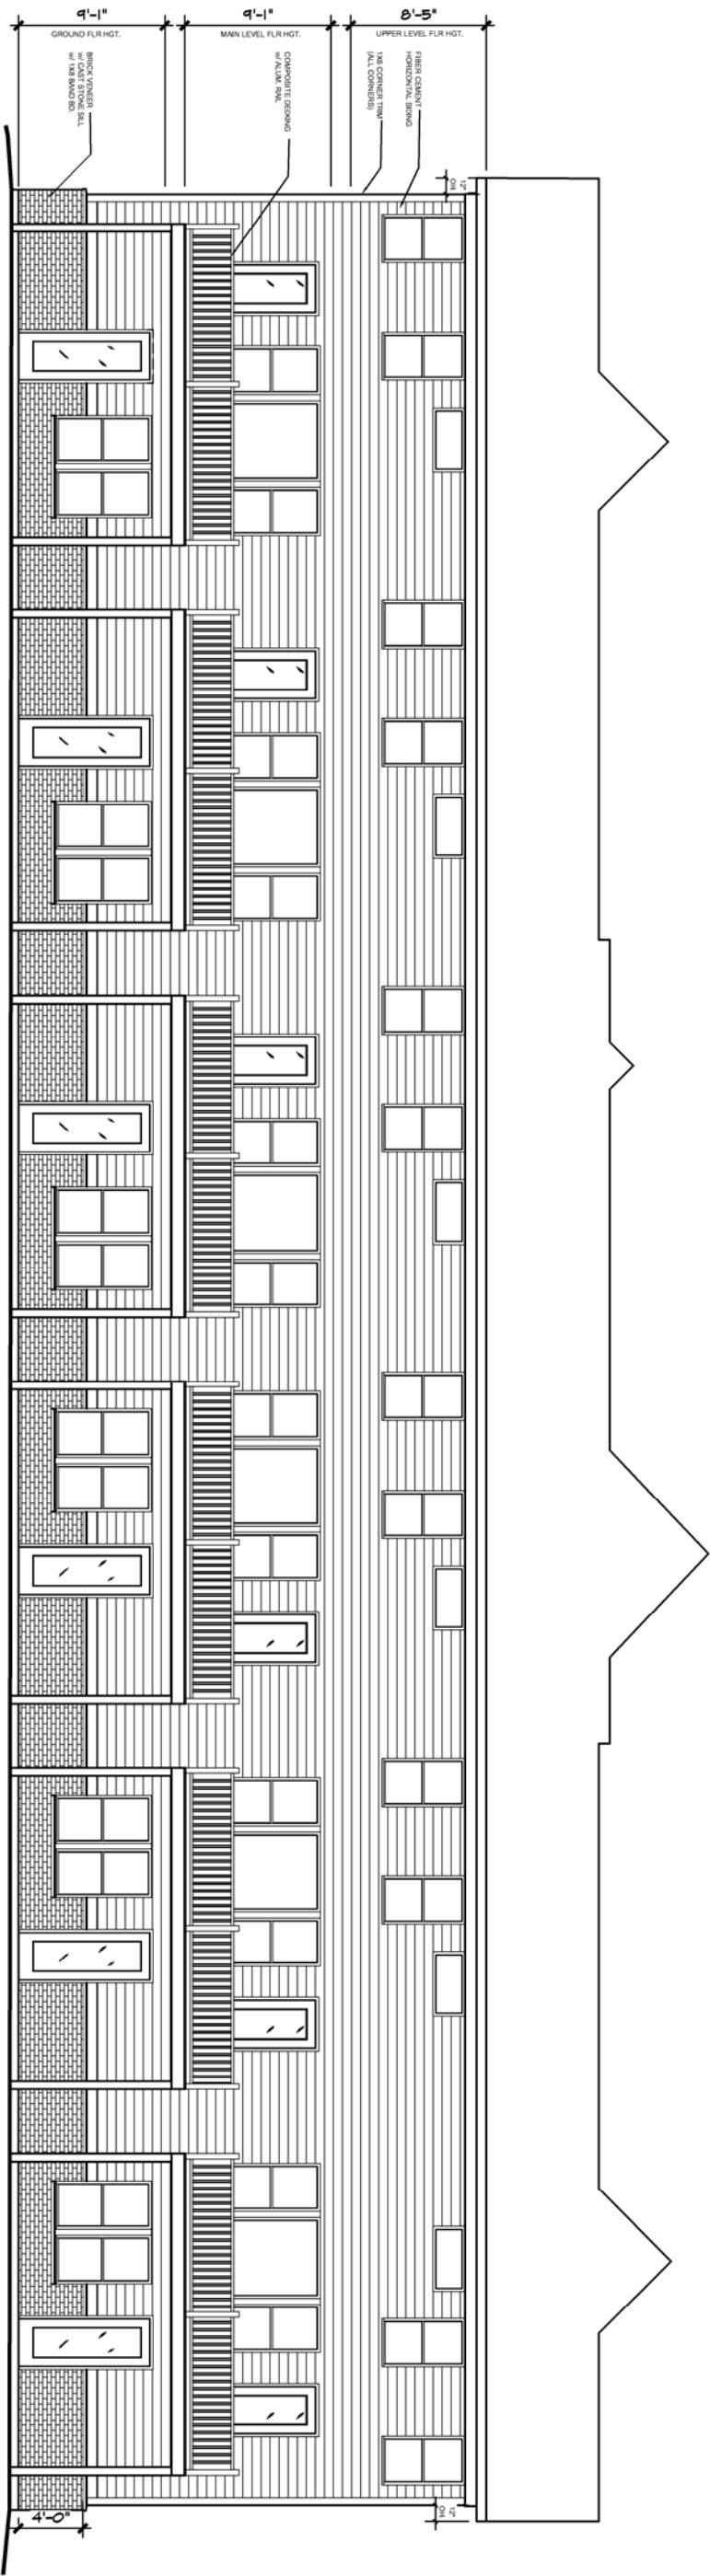 9'-1"
GROUND FLR HGT.
9'-1"
MAIN LEVEL FLR HGT.
8'-5"
UPPER LEVEL FLR HGT.
BRICK VENEER
w/ CAST STONE SILL
w/ 1X8 BAND BD.
COMPOSITE DECKING
w/ ALUM. RAIL
1X6 CORNER TRIM
(ALL CORNERS)
FIBER CEMENT
HORIZONTAL SIDING
12"
OH
12"
OH
4'-0"